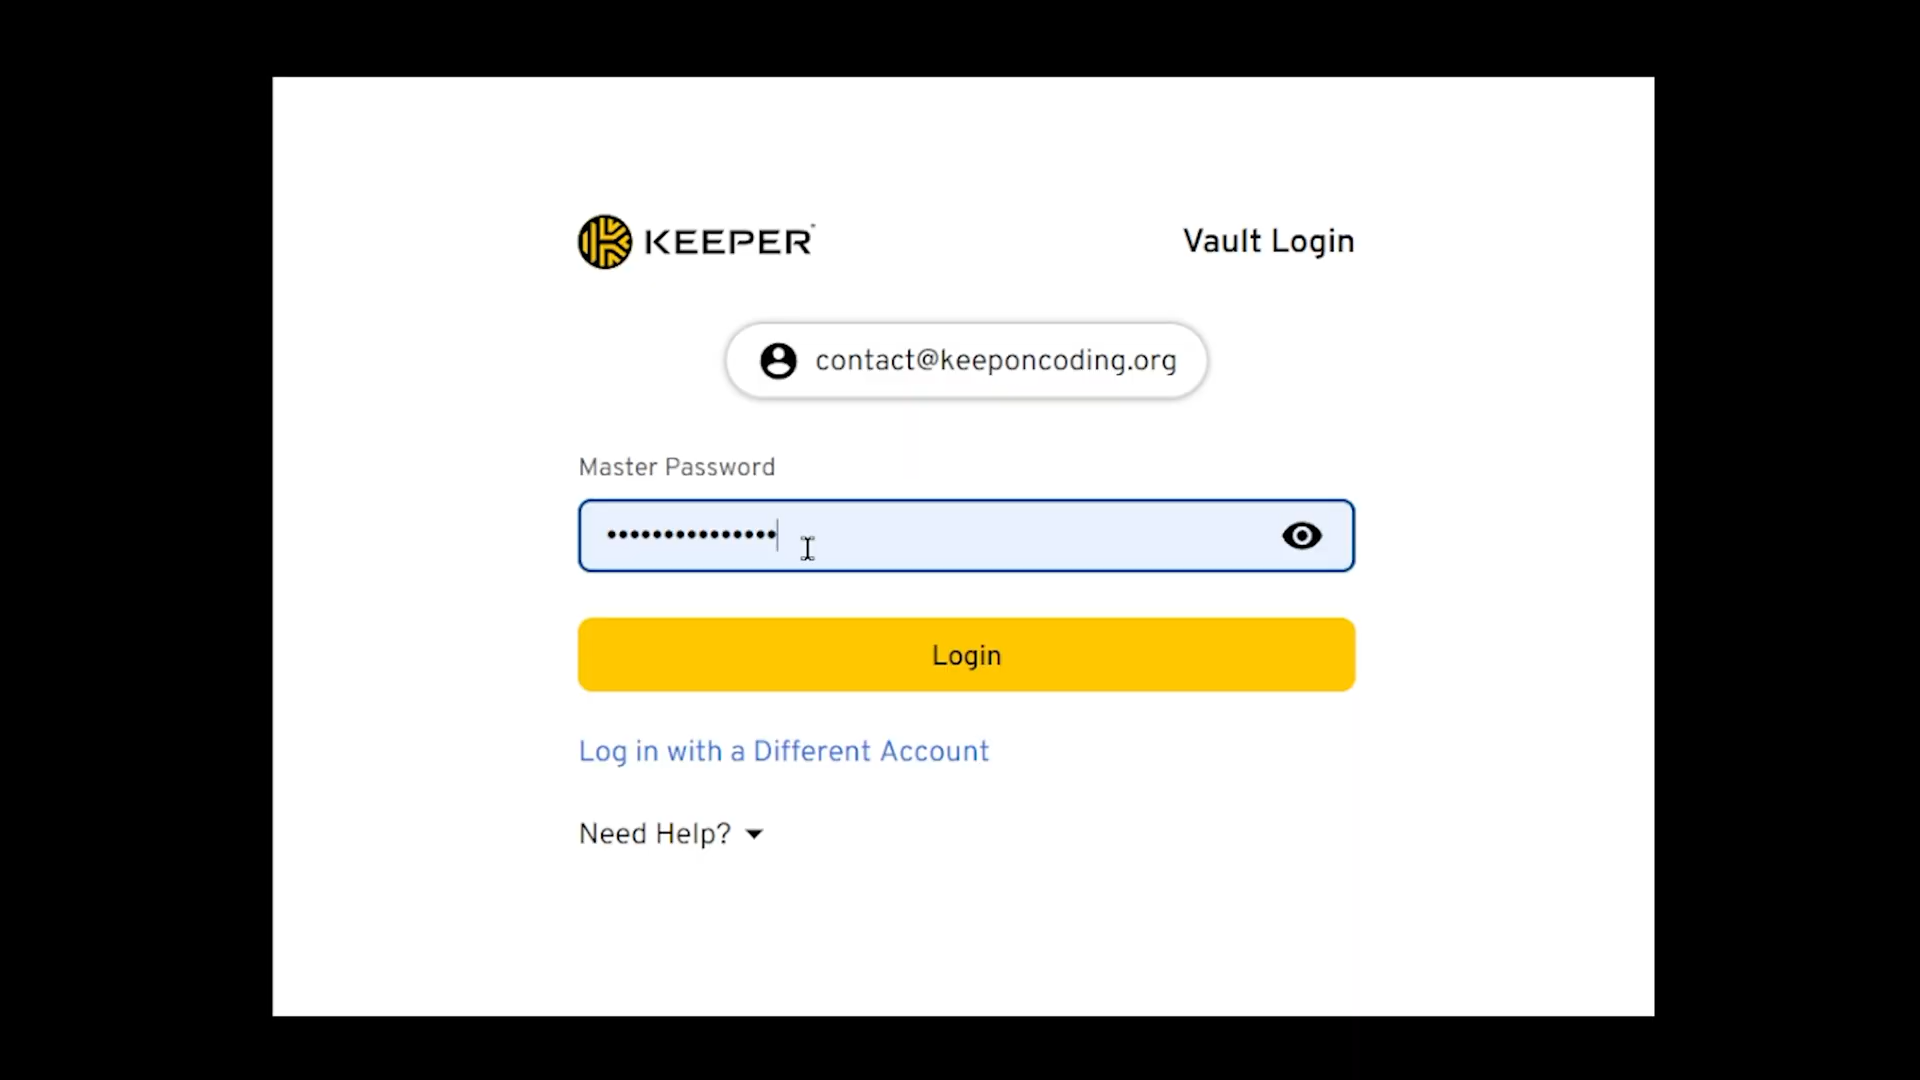 KEEPER
Vault Login
contact@keeponcoding.org
Master Password
•••••••••••••••
Login
Log in with a Different Account
Need Help?